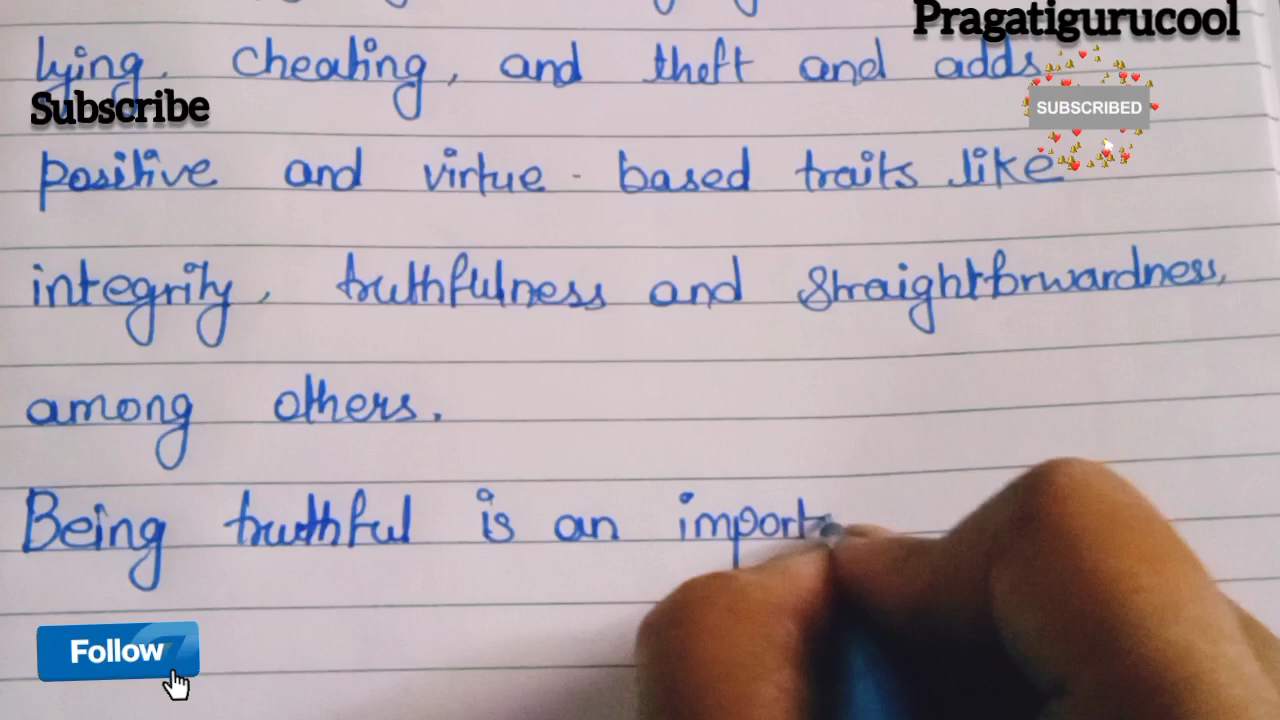 Pragatigurucool
lying, cheating, and theft and adds
Subscribe
SUBSCRIBED
positive and virtue - based traits like
integrity, truthfulness and straightforwardness,
among others.
Being truthful is an import
Follow